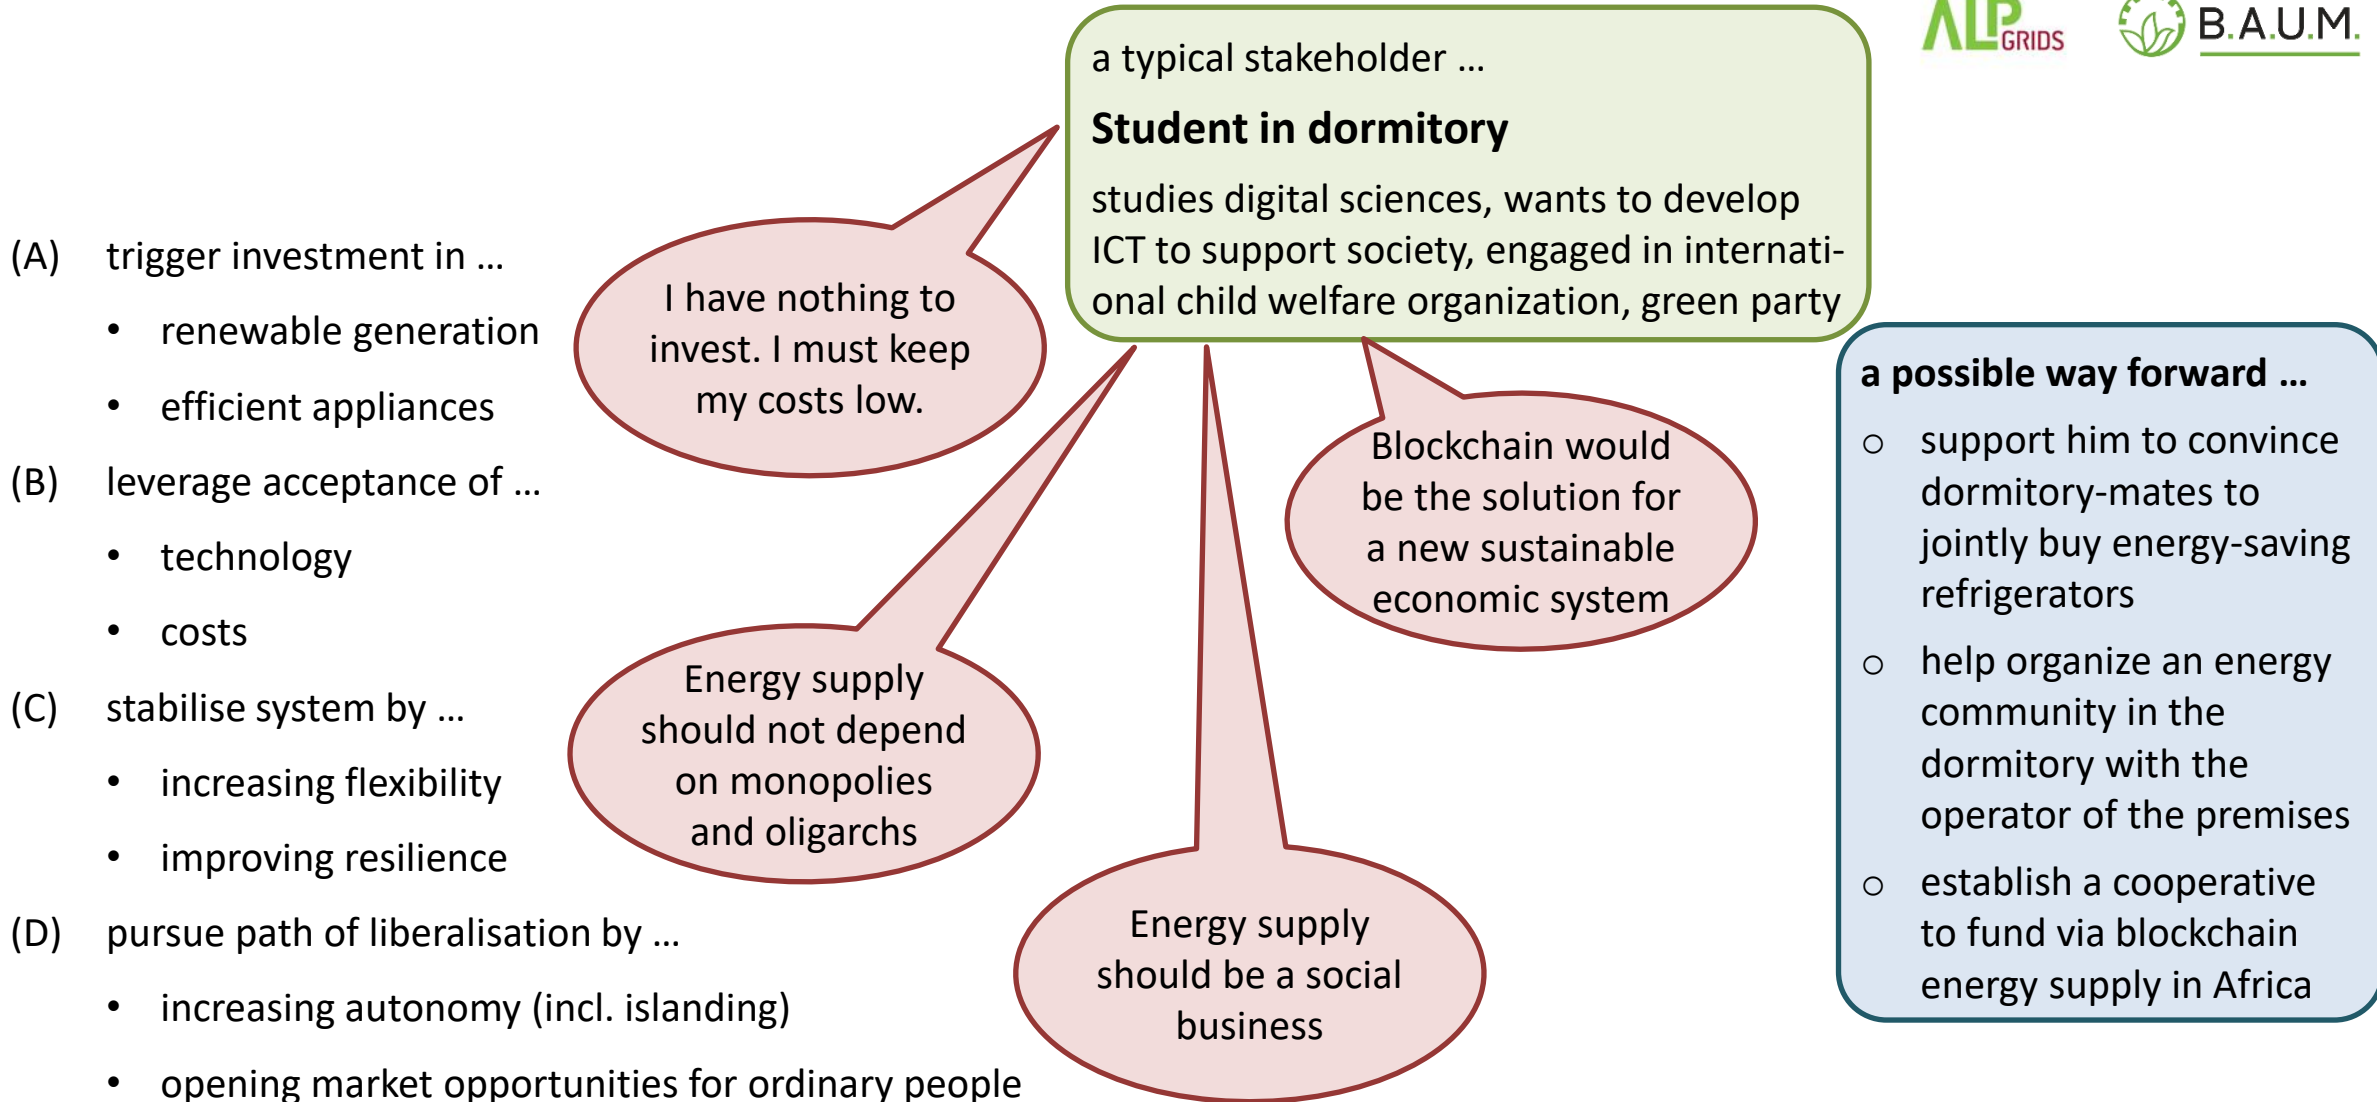 ALP
GRIDS
B.A.U.M.
a typical stakeholder ...
Student in dormitory
studies digital sciences, wants to develop
ICT to support society, engaged in internati-
onal child welfare organization, green party
(A) trigger investment in ...
• renewable generation
• efficient appliances
(B) leverage acceptance of ...
• technology
• costs
(C) stabilise system by ...
• increasing flexibility
• improving resilience
(D) pursue path of liberalisation by ...
• increasing autonomy (incl. islanding)
• opening market opportunities for ordinary people
I have nothing to
invest. I must keep
my costs low.
Energy supply
should not depend
on monopolies
and oligarchs
Energy supply
should be a social
business
Blockchain would
be the solution for
a new sustainable
economic system
a possible way forward ...
o support him to convince
dormitory-mates to
jointly buy energy-saving
refrigerators
o help organize an energy
community in the
dormitory with the
operator of the premises
o establish a cooperative
to fund via blockchain
energy supply in Africa